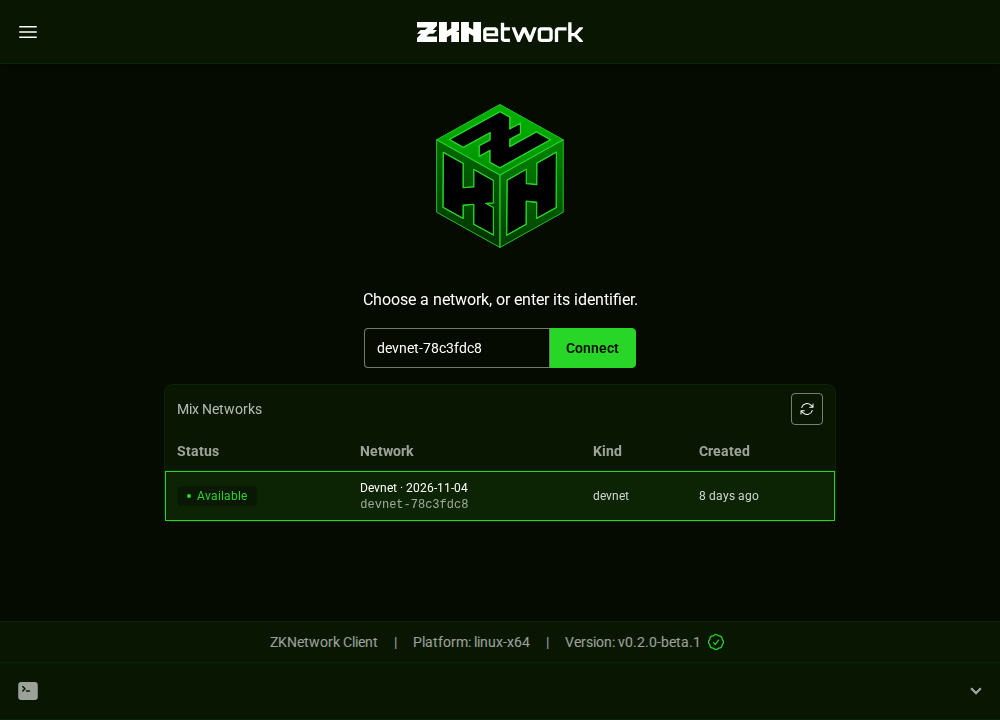 ZKNetwork
Z
K
N
Choose a network, or enter its identifier.
devnet-78c3fdc8 Connect
Mix Networks
Status Network Kind Created
Available Devnet · 2026-11-04 devnet 8 days ago
devnet-78c3fdc8
ZKNetwork Client | Platform: linux-x64 | Version: v0.2.0-beta.1